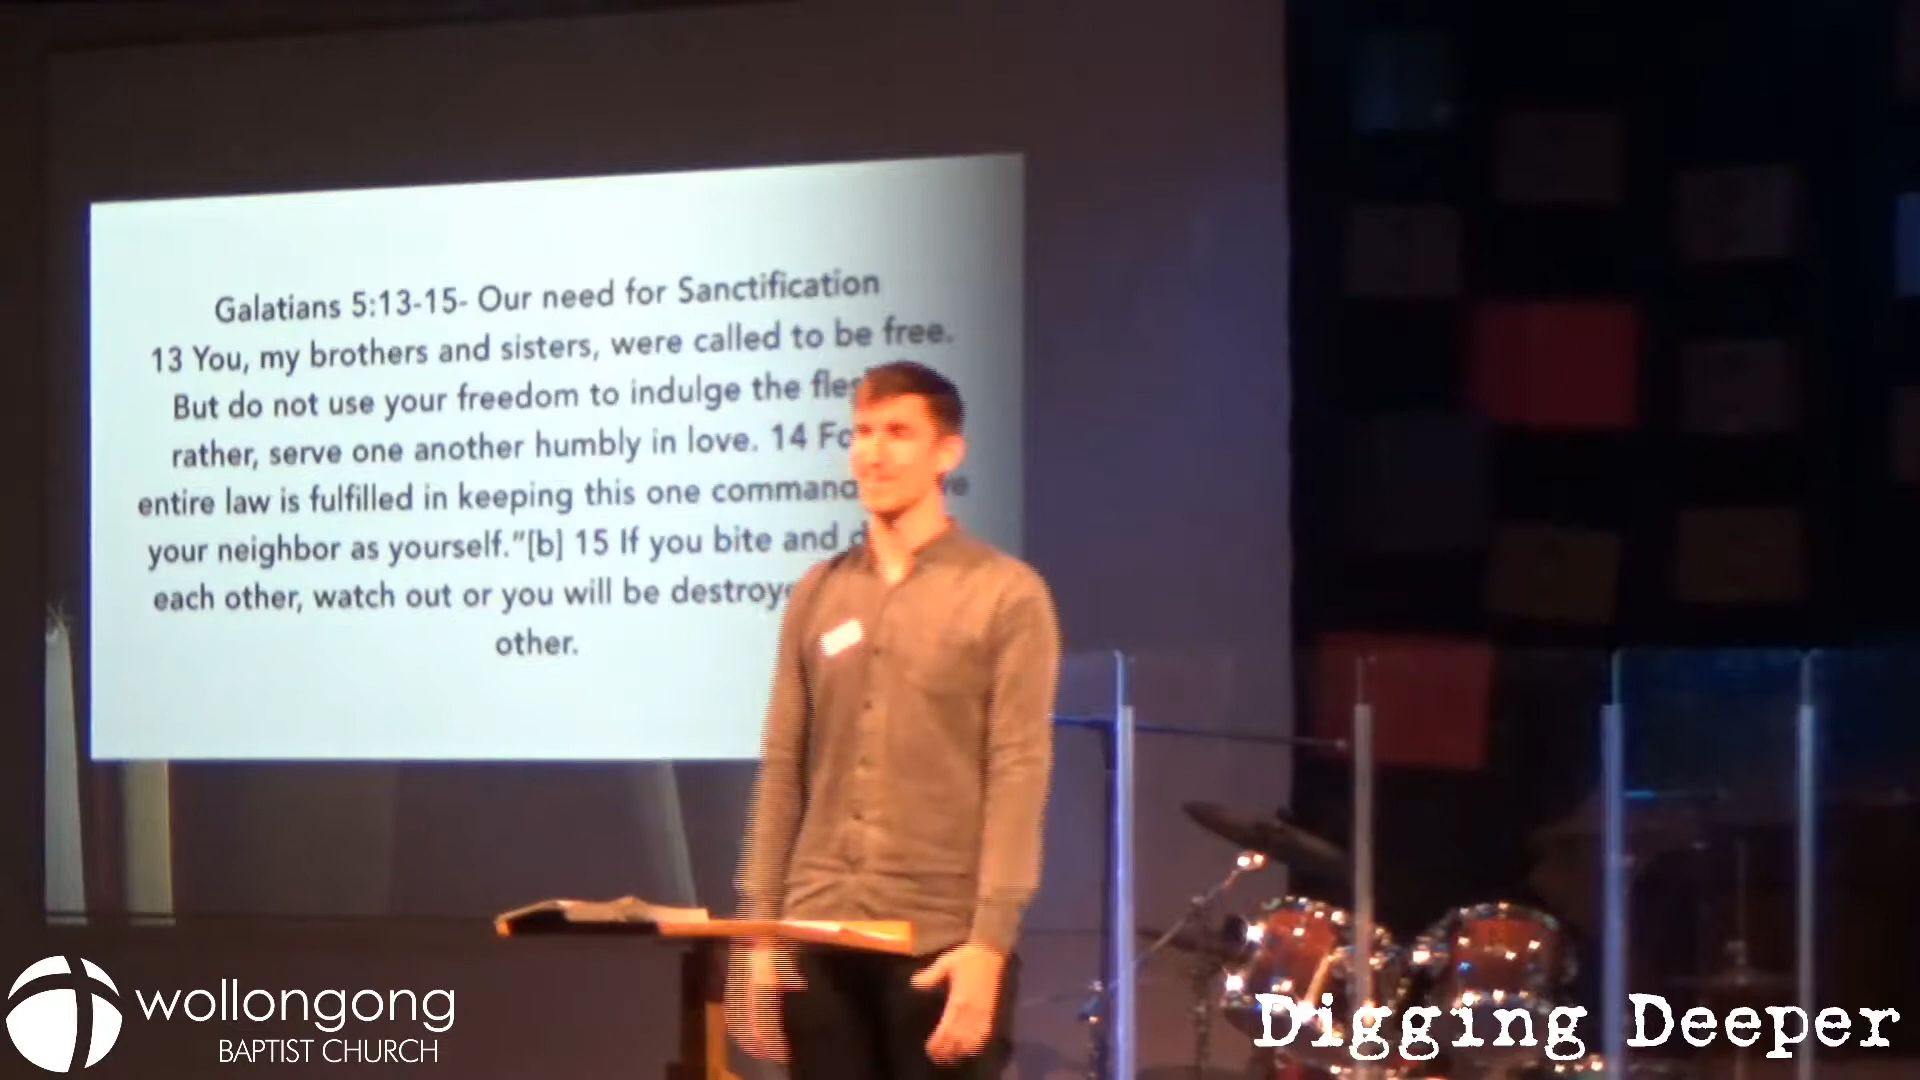 Galatians 5:13-15- Our need for Sanctification
13 You, my brothers and sisters, were called to be free.
But do not use your freedom to indulge the
rather, serve one another humbly in love. 14
entire law is fulfilled in keeping this one
your neighbor as yourself."[b] 15 If you bite and
each other, watch out or you will be
other.
wollongong
BAPTIST CHURCH
Digging Deeper